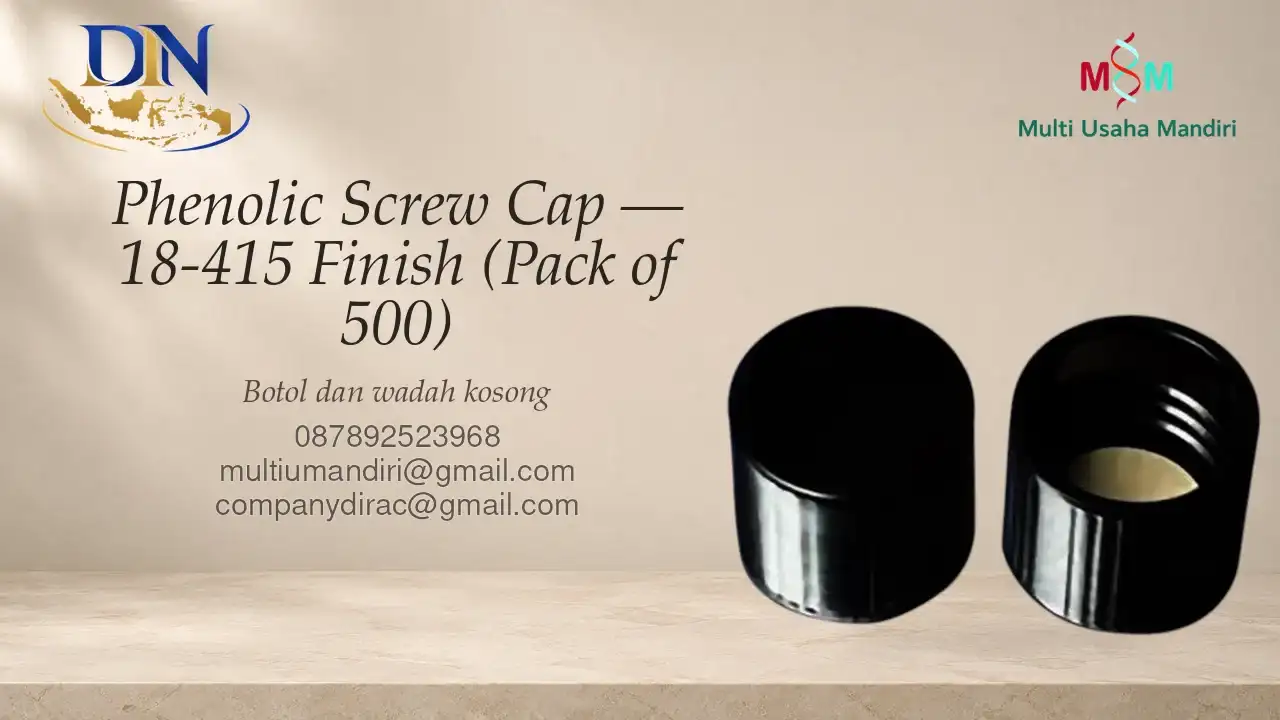 DN
MSM
Multi Usaha Mandiri
Phenolic Screw Cap —
18-415 Finish (Pack of
500)
Botol dan wadah kosong
087892523968
multiumandiri@gmail.com
companydirac@gmail.com